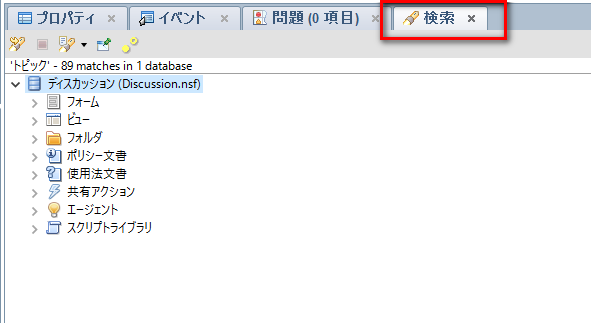 プロパティ イベント 問題 (0 項目) 検索
'トピック' - 89 matches in 1 database
ディスカッション (Discussion.nsf)
フォーム
ビュー
フォルダ
ポリシー文書
使用法文書
共有アクション
エージェント
スクリプトライブラリ